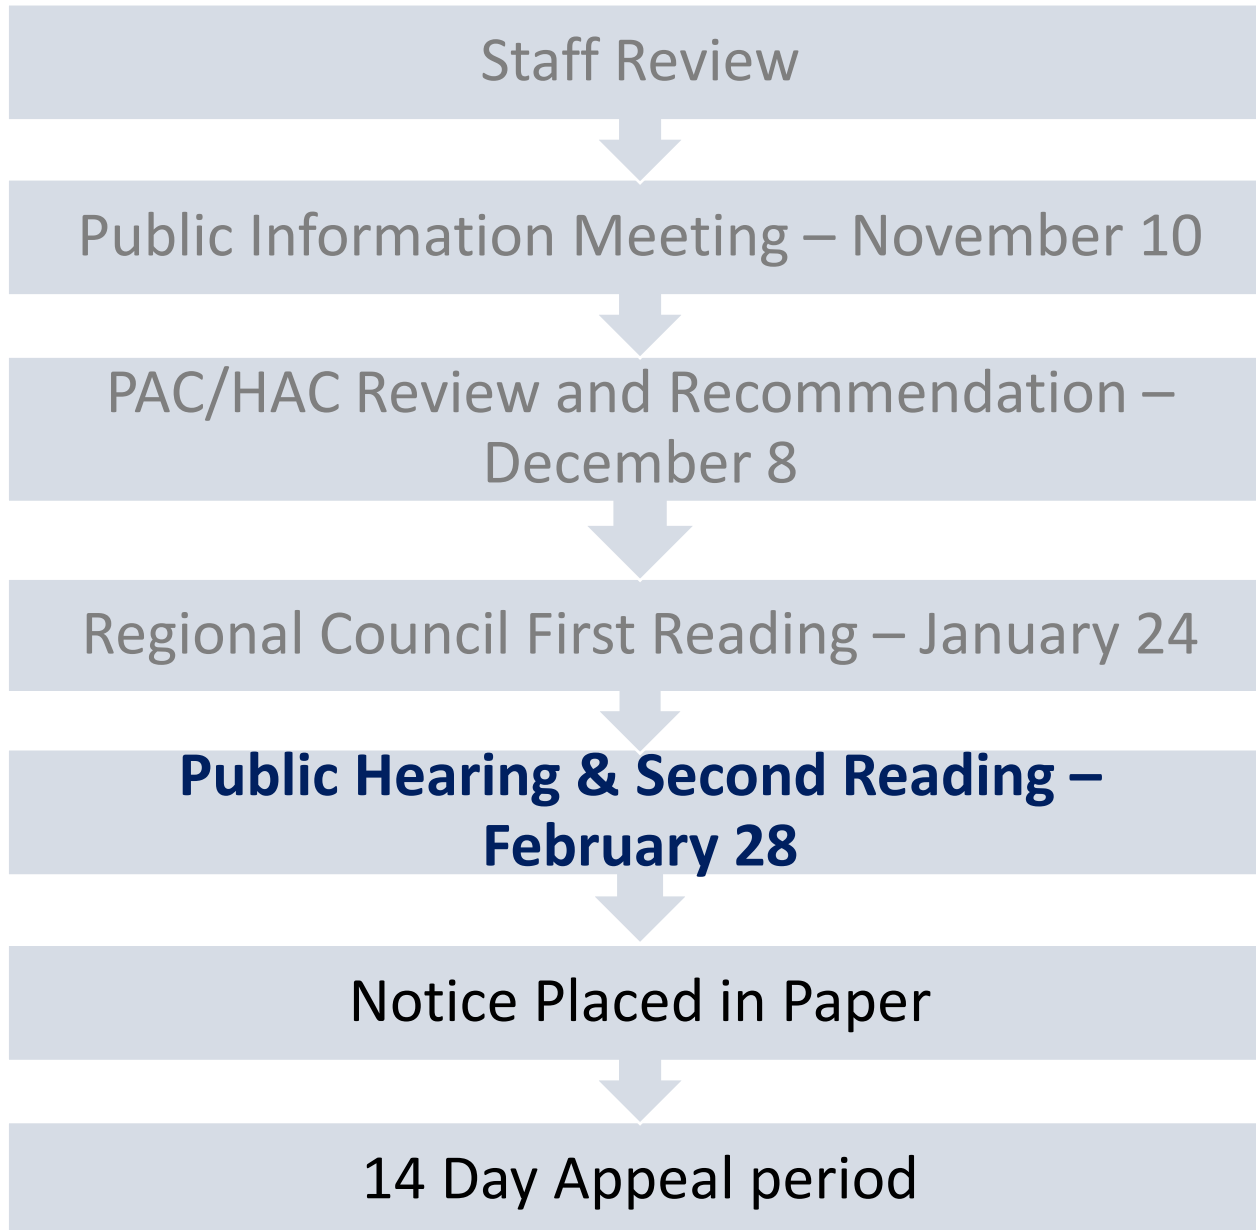 Staff Review
Public Information Meeting – November 10
PAC/HAC Review and Recommendation –
December 8
Regional Council First Reading – January 24
Public Hearing & Second Reading –
February 28
Notice Placed in Paper
14 Day Appeal period